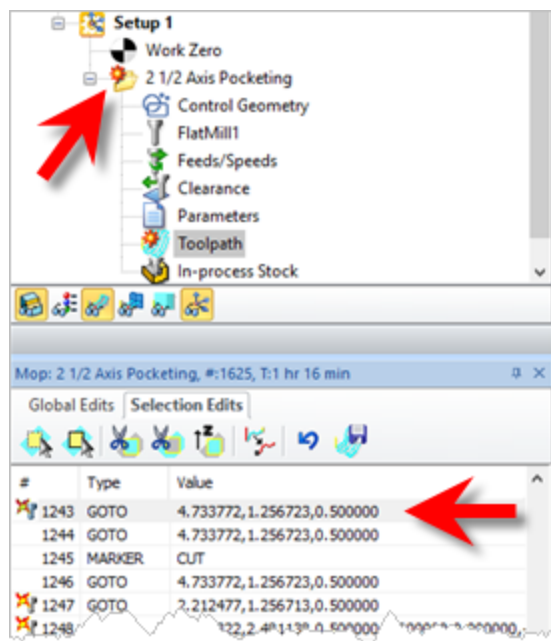 Setup 1
Work Zero
2 1/2 Axis Pocketing
Control Geometry
FlatMill1
Feeds/Speeds
Clearance
Parameters
Toolpath
In-process Stock
Mop: 2 1/2 Axis Pocketing, #:1625, T:1 hr 16 min
Global Edits Selection Edits
# Type Value
1243 GOTO 4.733772,1.256723,0.500000
1244 GOTO 4.733772,1.256723,0.500000
1245 MARKER CUT
1246 GOTO 4.733772,1.256723,0.500000
1247 GOTO 2.212477,1.256713,0.500000
1248